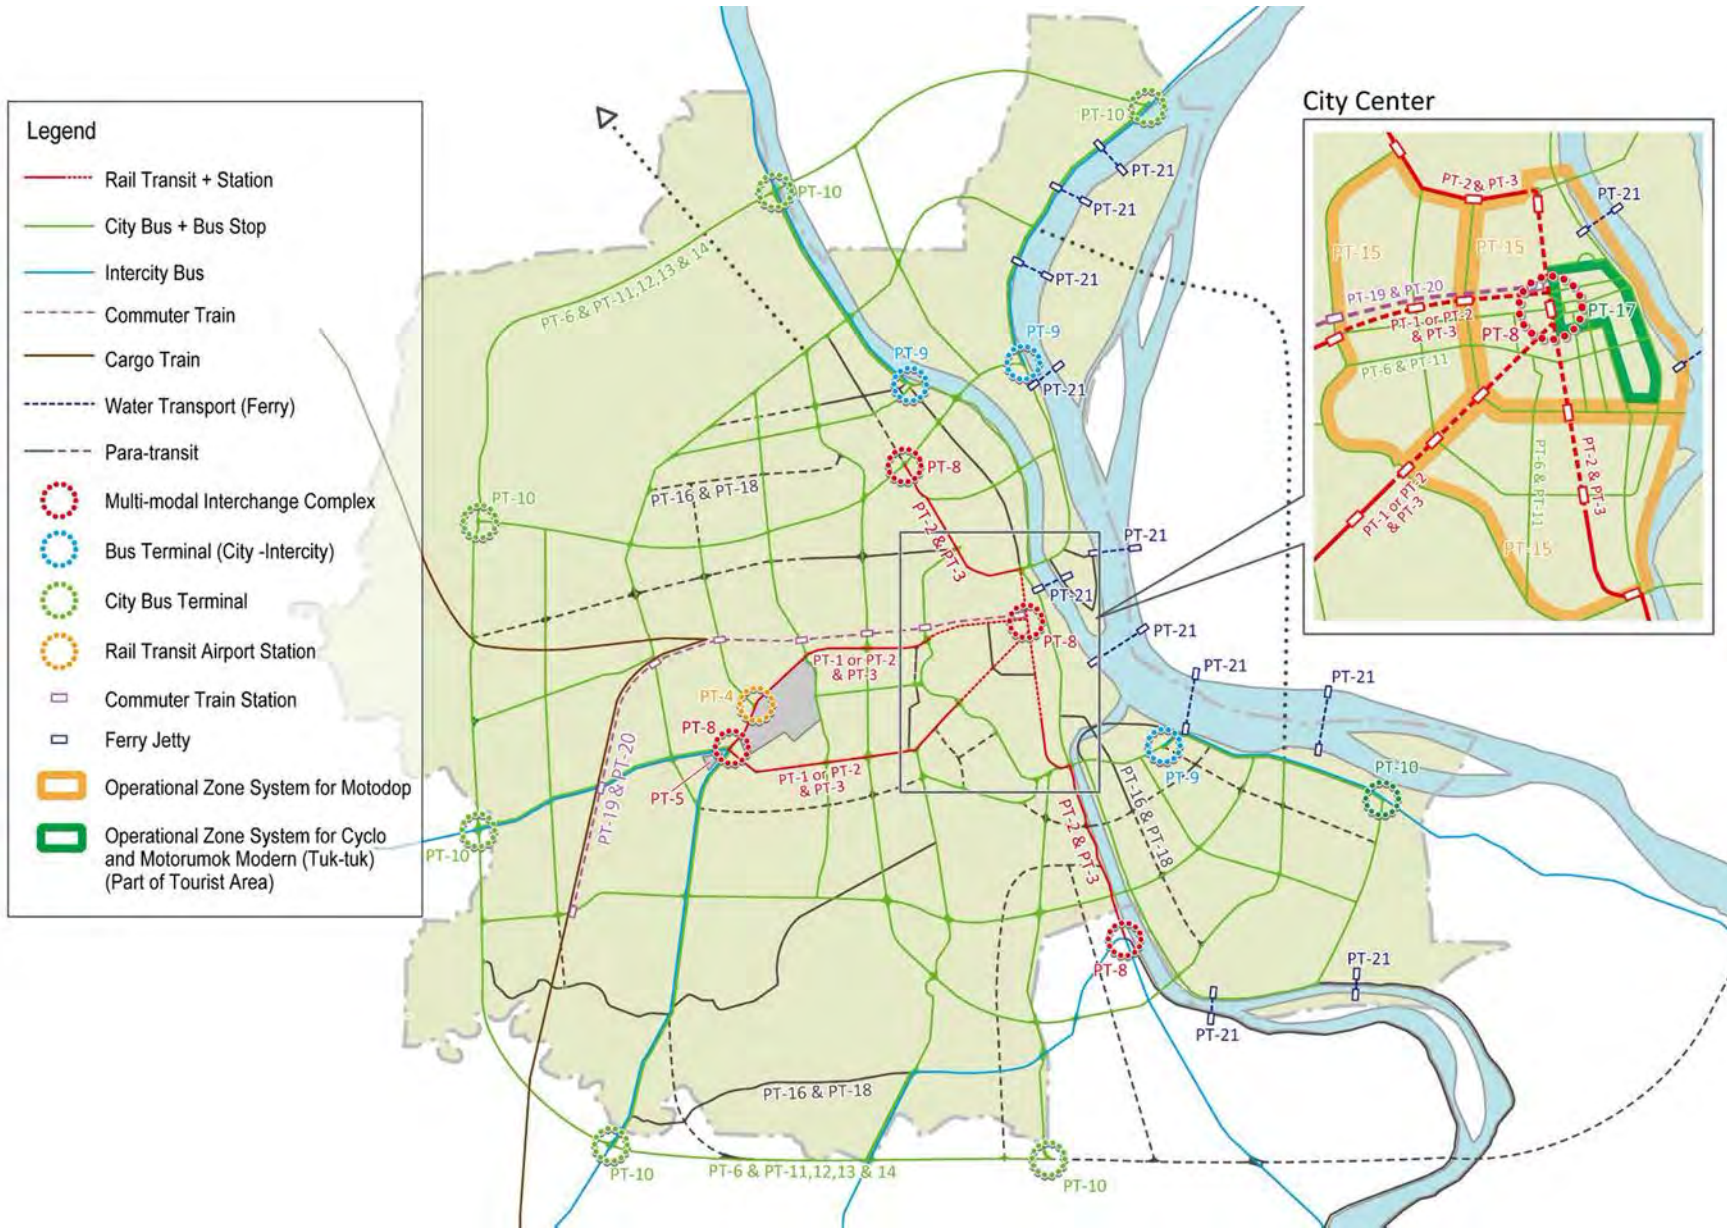 Legend
Rail Transit + Station
City Bus + Bus Stop
Intercity Bus
Commuter Train
Cargo Train
Water Transport (Ferry)
Para-transit
Multi-modal Interchange Complex
Bus Terminal (City -Intercity)
City Bus Terminal
Rail Transit Airport Station
Commuter Train Station
Ferry Jetty
Operational Zone System for Motodop
Operational Zone System for Cyclo
and Motorumok Modern (Tuk-tuk)
(Part of Tourist Area)
PT-10
PT-21
PT-10
PT-21
PT-6 & PT-11,12,13 & 14
PT-21
PT-9
PT-9
PT-21
PT-8
PT-16 & PT-18
PT-10
PT-2 & PT-3
PT-21
PT-21
PT-8
PT-21
PT-1 or PT-2
& PT-3
PT-21
PT-21
PT-4
PT-8
PT-5
PT-1 or PT-2
& PT-3
PT-19 & PT-20
PT-9
PT-10
PT-16 & PT-18
PT-2 & PT-3
PT-10
PT-8
PT-21
PT-21
PT-16 & PT-18
PT-10
PT-6 & PT-11,12,13 & 14
PT-10
City Center
PT-2 & PT-3
PT-21
PT-15
PT-15
PT-19 & PT-20
PT-1 or PT-2
& PT-3
PT-8
PT-17
PT-6 & PT-11
PT-6 & PT-11
PT-2 & PT-3
PT-1 or PT-2
& PT-3
PT-15